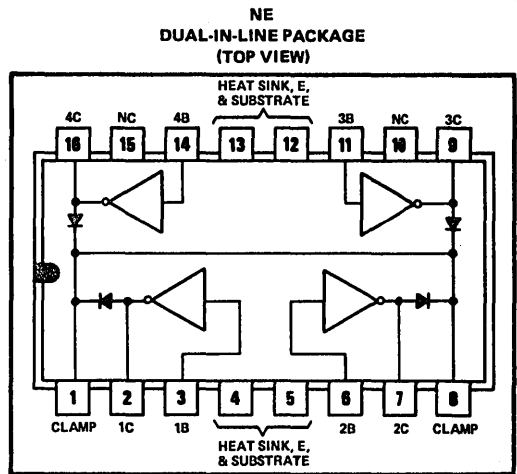 NE
DUAL-IN-LINE PACKAGE
(TOP VIEW)
HEAT SINK, E,
& SUBSTRATE
4C NC 4B 3B NC 3C
16 15 14 13 12 11 10 9
1 2 3 4 5 6 7 8
CLAMP 1C 1B 2B 2C CLAMP
HEAT SINK, E,
& SUBSTRATE